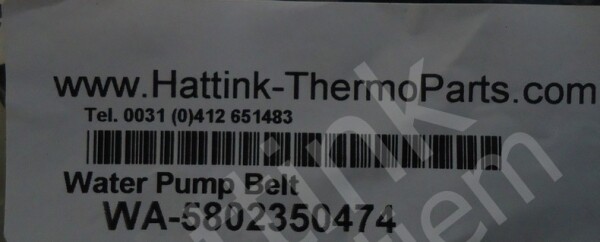 www.Hattink-ThermoParts.com
Tel. 0031 (0)412 651483
Water Pump Belt
WA-5802350474